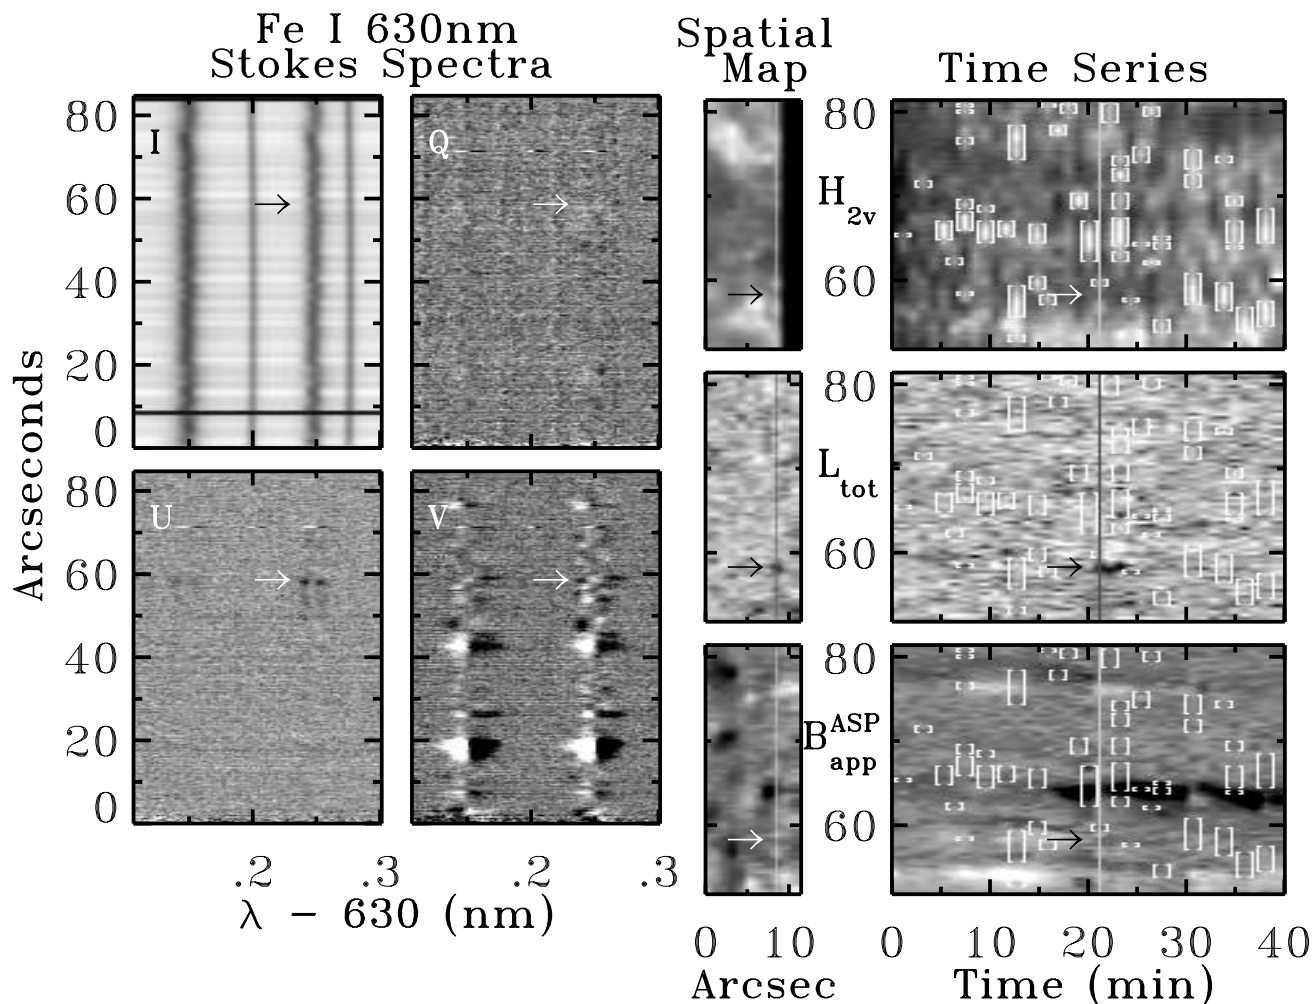 Fe I 630nm
Stokes Spectra
Spatial
Map
Time Series
80
60
40
20
0
I
Q
80
60
40
20
0
U
V
Arcseconds
.2 .3 .2 .3
λ − 630 (nm)
80
H2v
60
80
Ltot
60
80
BappASP
60
0 10
Arcsec
0 10 20 30 40
Time (min)